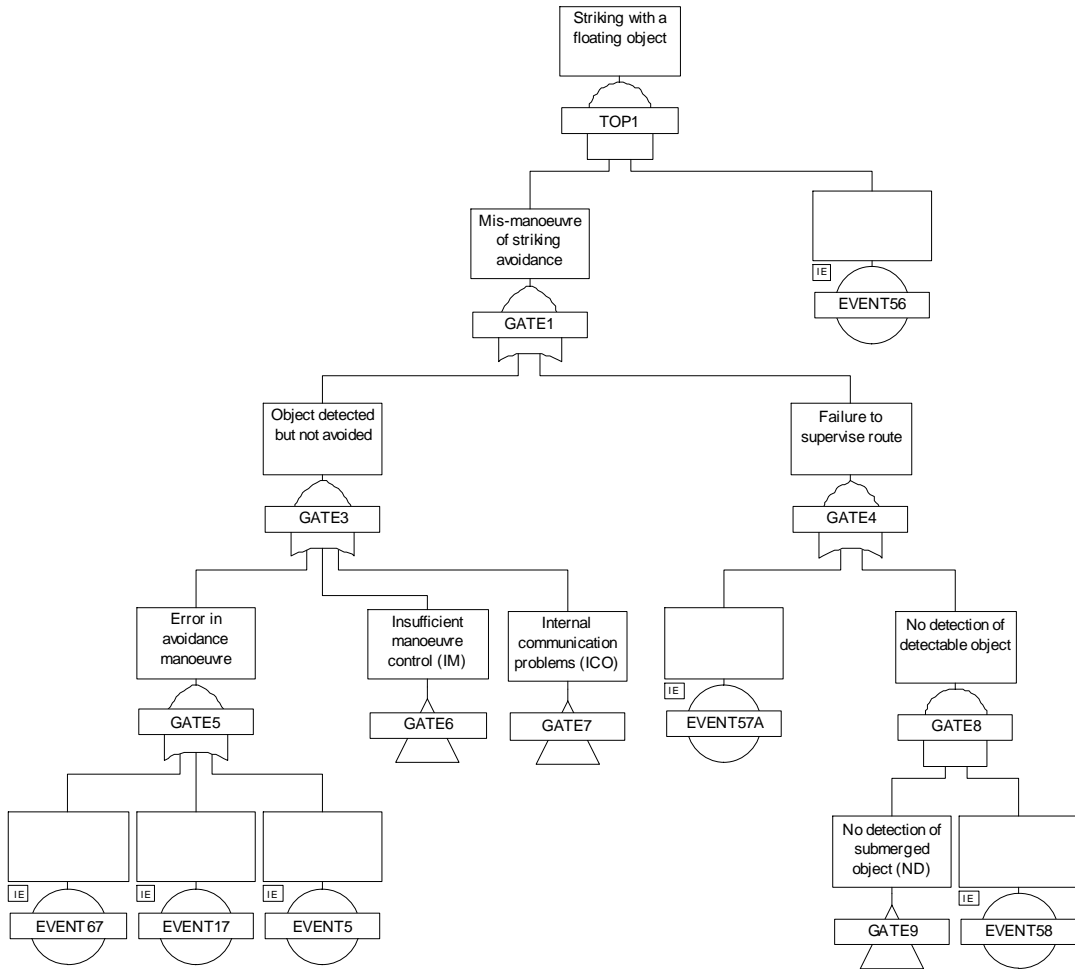 Striking with a
floating object
TOP1
Mis-manoeuvre
of striking
avoidance
IE
EVENT56
GATE1
Object detected
but not avoided
Failure to
supervise route
GATE3
GATE4
Error in
avoidance
manoeuvre
Insufficient
manoeuvre
control (IM)
Internal
communication
problems (ICO)
No detection of
detectable object
IE
GATE5
GATE6
GATE7
EVENT57A
GATE8
No detection of
submerged
object (ND)
IE
IE
IE
IE
EVENT67
EVENT17
EVENT5
GATE9
EVENT58